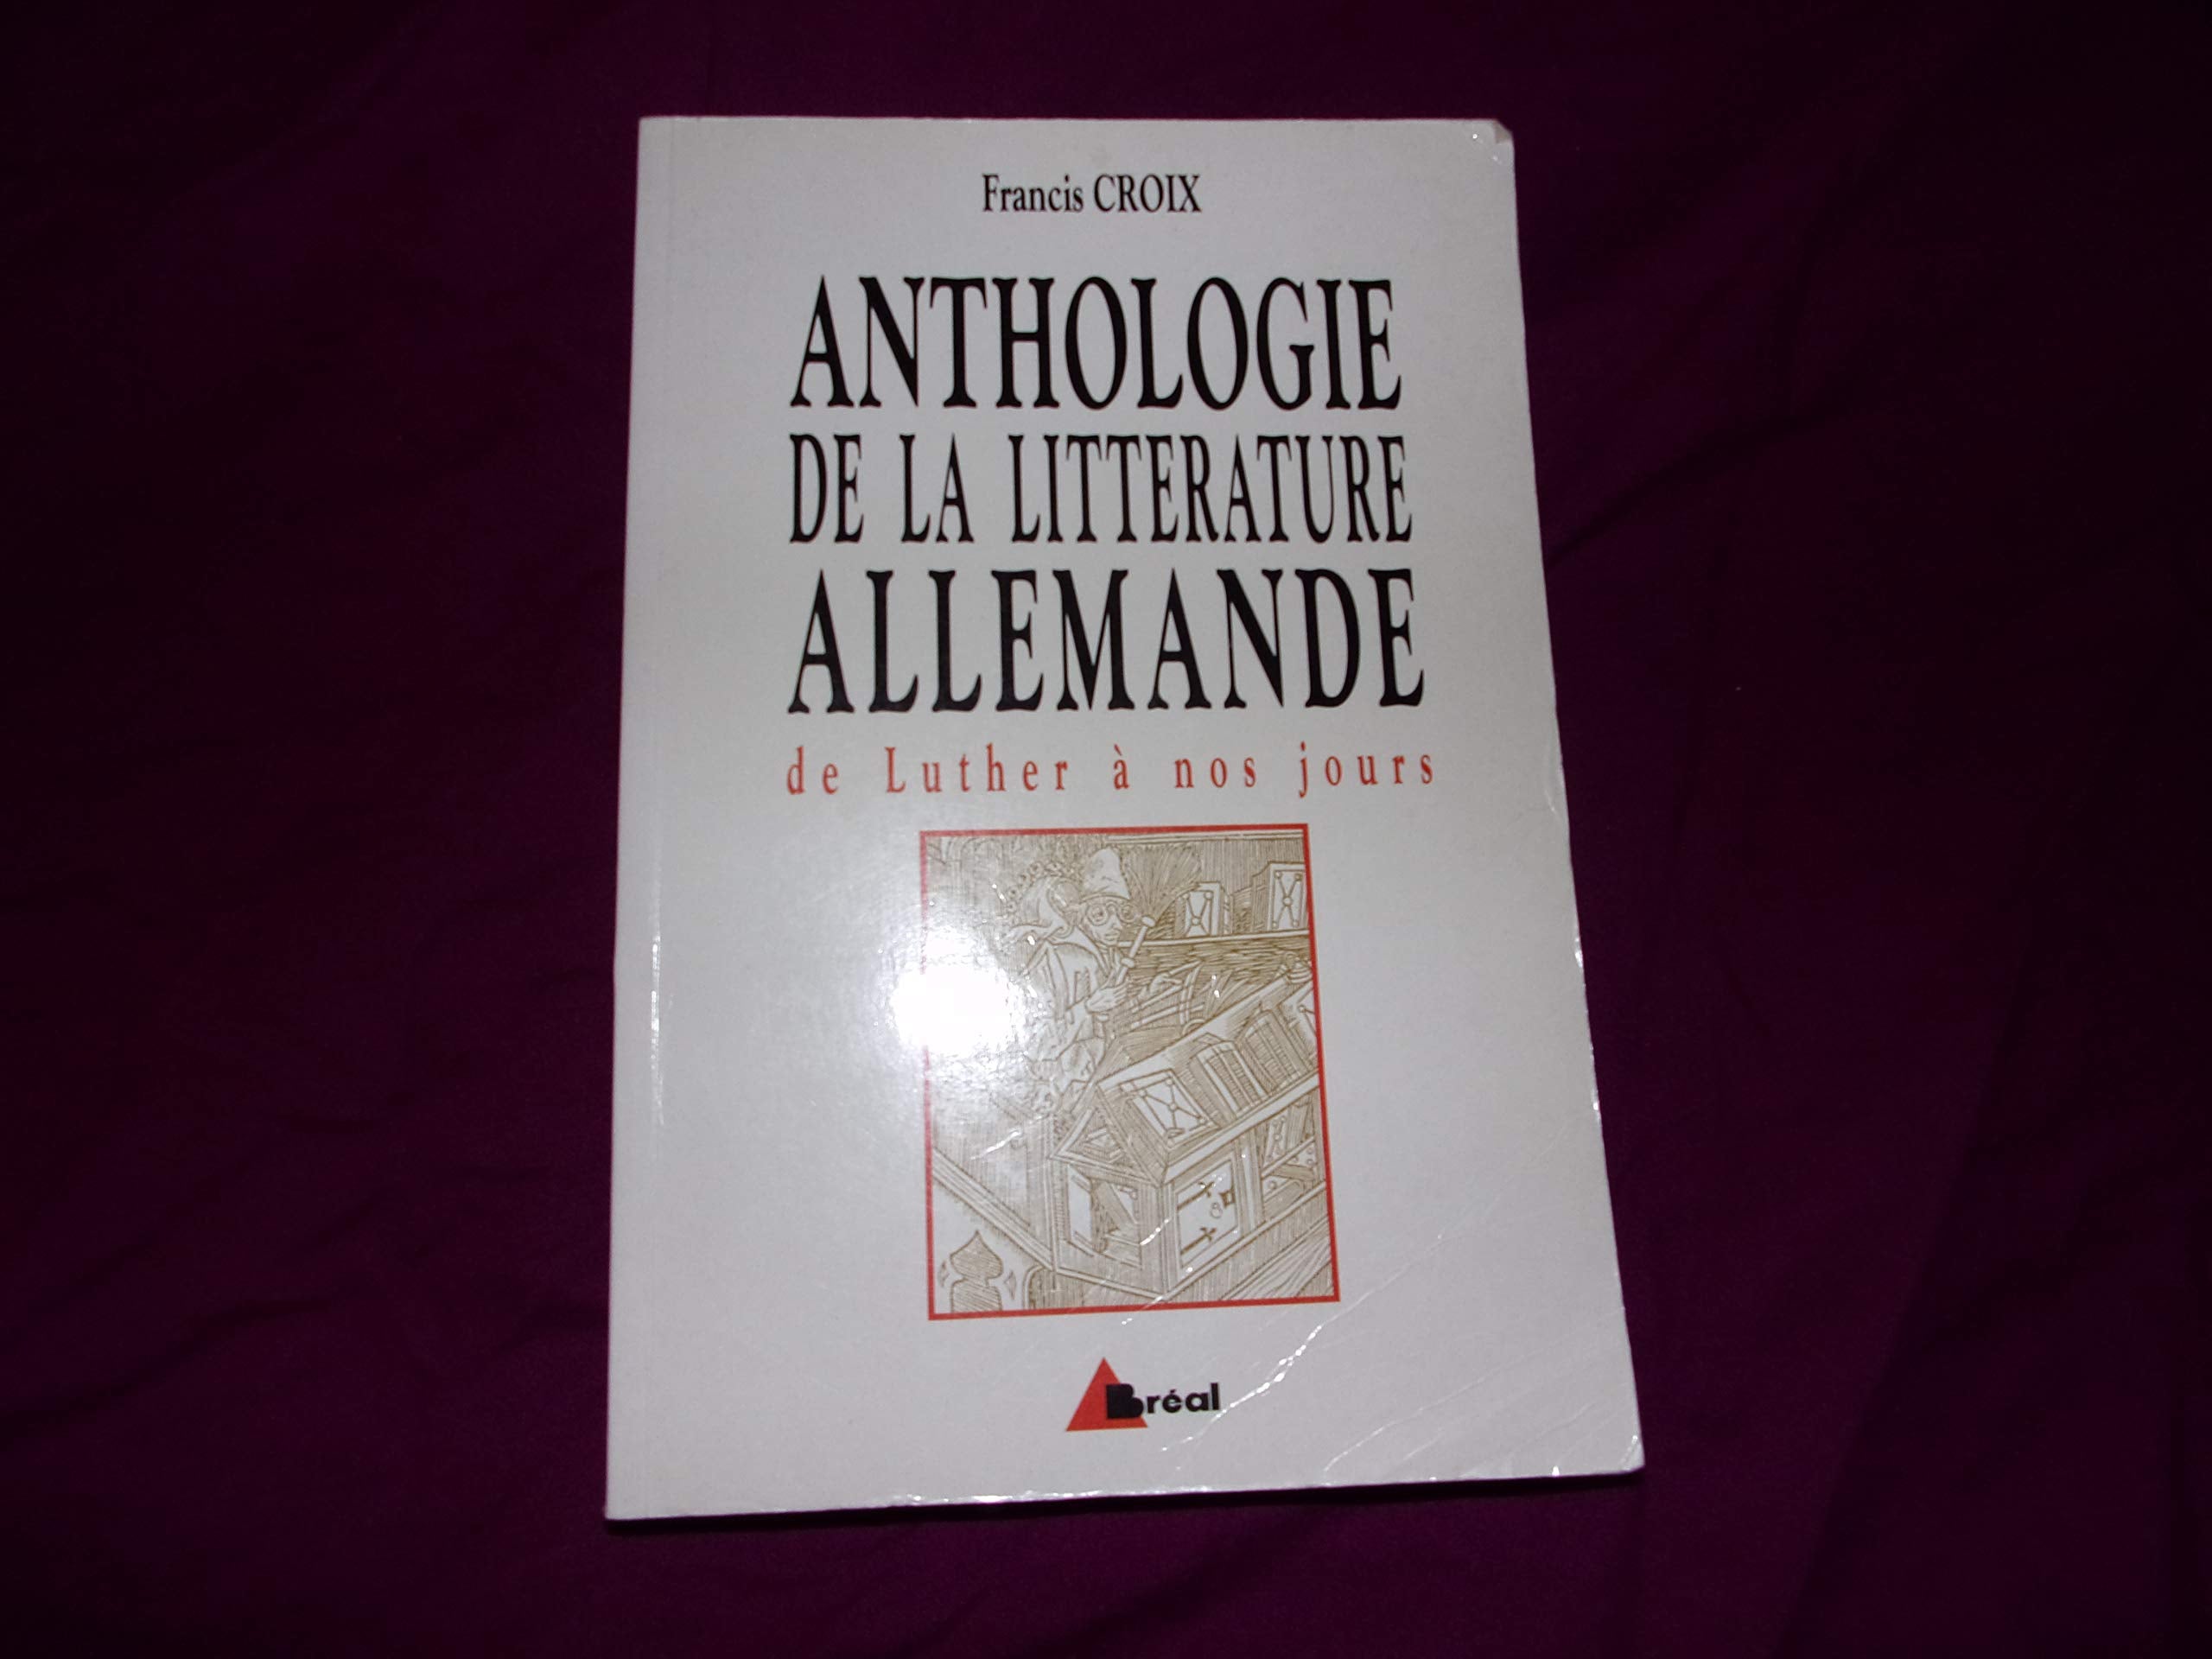 Francis CROIX
ANTHOLOGIE
DE LA LITTERATURE
ALLEMANDE
de Luther à nos jours
Bréal